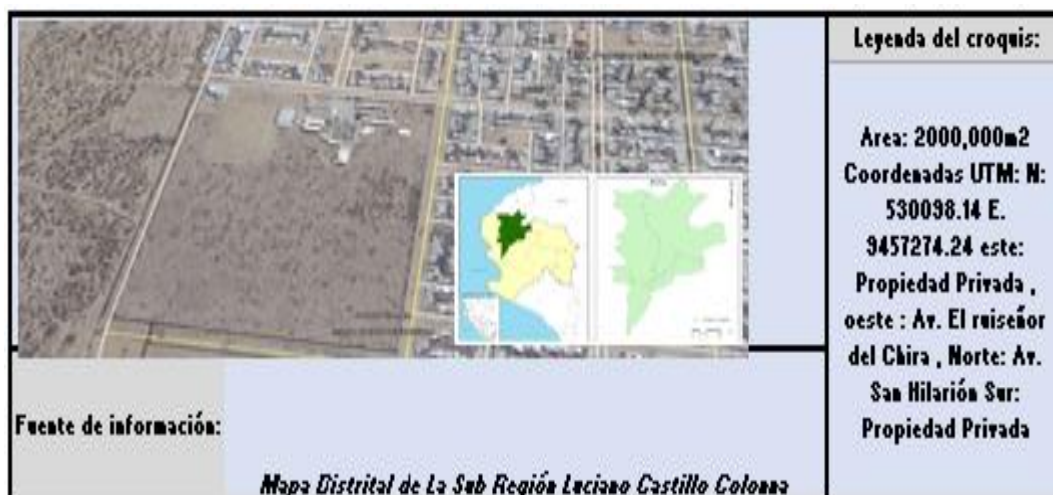 Leyenda del croquis:
Area: 2000,000m2
Coordenadas UTM: N:
530098.14 E.
9457274.24 este:
Propiedad Privada ,
oeste : Av. El ruiseñor
del Chira , Norte: Av.
San Hilarión Sur:
Propiedad Privada
Fuente de información:
Mapa Distrital de La Sub Región Luciano Castillo Colonna